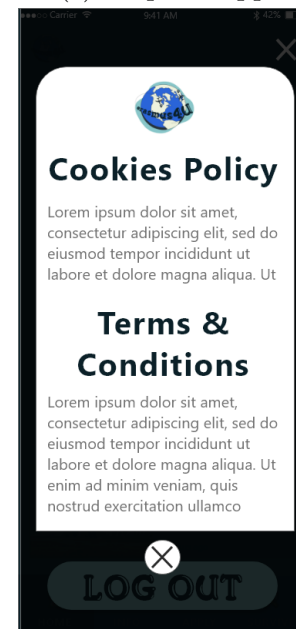 Carrier 9:41 AM 42%
Cookies Policy
Lorem ipsum dolor sit amet,
consectetur adipiscing elit, sed do
eiusmod tempor incididunt ut
labore et dolore magna aliqua. Ut
Terms &
Conditions
Lorem ipsum dolor sit amet,
consectetur adipiscing elit, sed do
eiusmod tempor incididunt ut
labore et dolore magna aliqua. Ut
enim ad minim veniam, quis
nostrud exercitation ullamco
LOG OUT